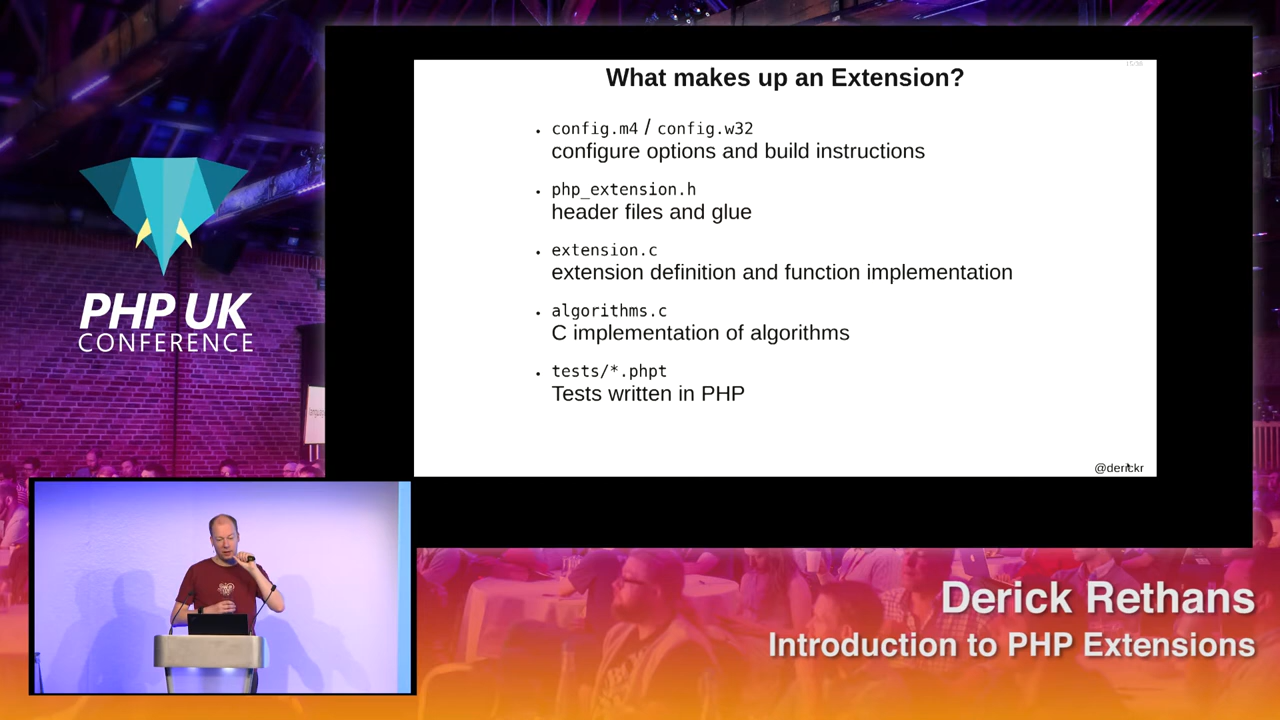 What makes up an Extension?
• config.m4 / config.w32
configure options and build instructions
• php_extension.h
header files and glue
• extension.c
extension definition and function implementation
• algorithms.c
C implementation of algorithms
• tests/*.phpt
Tests written in PHP
@derickr
PHP UK
CONFERENCE
Derick Rethans
Introduction to PHP Extensions